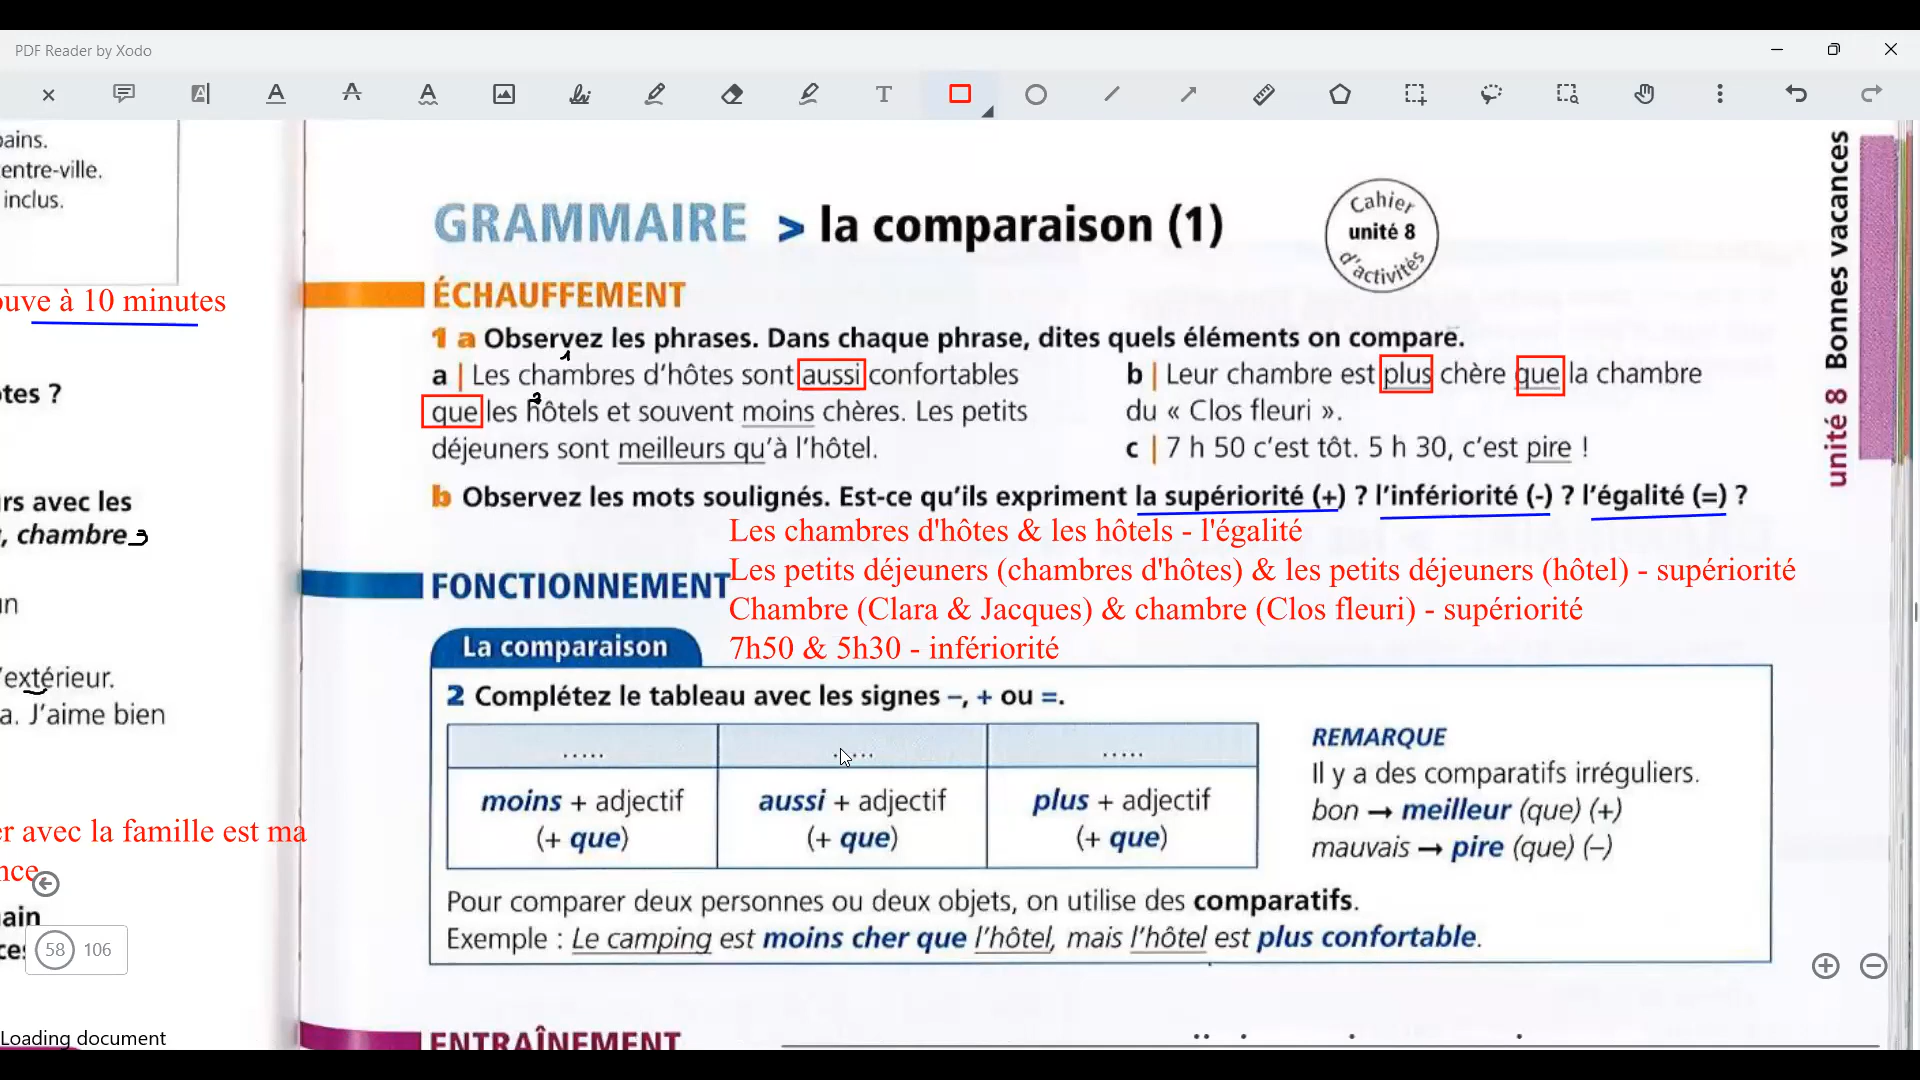 PDF Reader by Xodo
T
ains.
entre-ville.
inclus.
ouve à 10 minutes
otes ?
rs avec les
, chambre
3
un
'extérieur.
a. J'aime bien
er avec la famille est ma
nce
ain
ces
58 106
Loading document
GRAMMAIRE > la comparaison (1)
Cahier
unité 8
d'activités
unité 8 Bonnes vacances
ÉCHAUFFEMENT
1 a Observez les phrases. Dans chaque phrase, dites quels éléments on compare.
1
a | Les chambres d'hôtes sont aussi confortables
2
que les hôtels et souvent moins chères. Les petits
déjeuners sont meilleurs qu'à l'hôtel.
b | Leur chambre est plus chère que la chambre
du « Clos fleuri ».
c | 7 h 50 c'est tôt. 5 h 30, c'est pire !
b Observez les mots soulignés. Est-ce qu'ils expriment la supériorité (+) ? l'infériorité (-) ? l'égalité (=) ?
Les chambres d'hôtes & les hôtels - l'égalité
Les petits déjeuners (chambres d'hôtes) & les petits déjeuners (hôtel) - supériorité
Chambre (Clara & Jacques) & chambre (Clos fleuri) - supériorité
7h50 & 5h30 - infériorité
FONCTIONNEMENT
La comparaison
2 Complétez le tableau avec les signes –, + ou =.
..... ..... .....
moins + adjectif
(+ que)
aussi + adjectif
(+ que)
plus + adjectif
(+ que)
REMARQUE
Il y a des comparatifs irréguliers.
bon → meilleur (que) (+)
mauvais → pire (que) (–)
Pour comparer deux personnes ou deux objets, on utilise des comparatifs.
Exemple : Le camping est moins cher que l'hôtel, mais l'hôtel est plus confortable.
ENTRAÎNEMENT